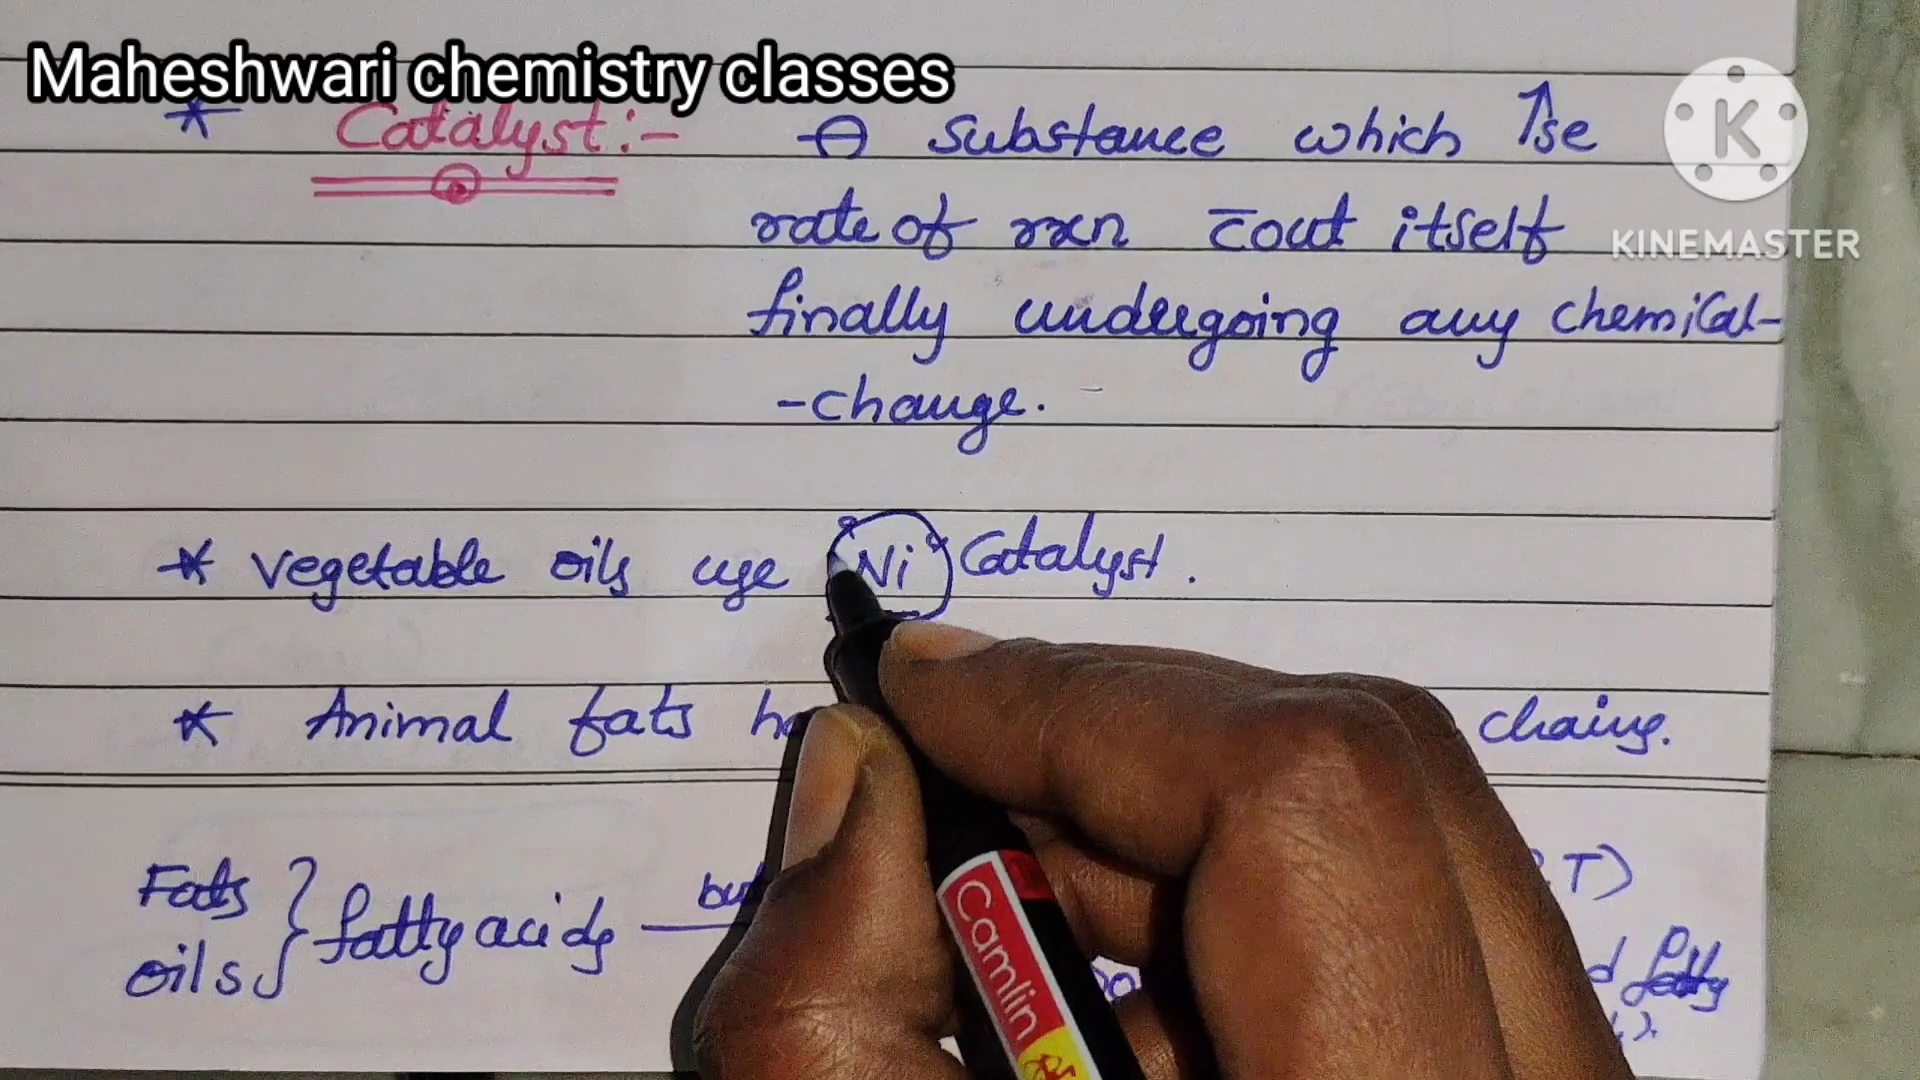 Maheshwari chemistry classes
* Catalyst:- A substance which ↑se
K
rate of rxn c̅out itself
KINEMASTER
finally undergoing any chemical-
-change.
* vegetable oils use Ni Catalyst.
* Animal fats chains.
Fats
oils } fatty acids
Camlin